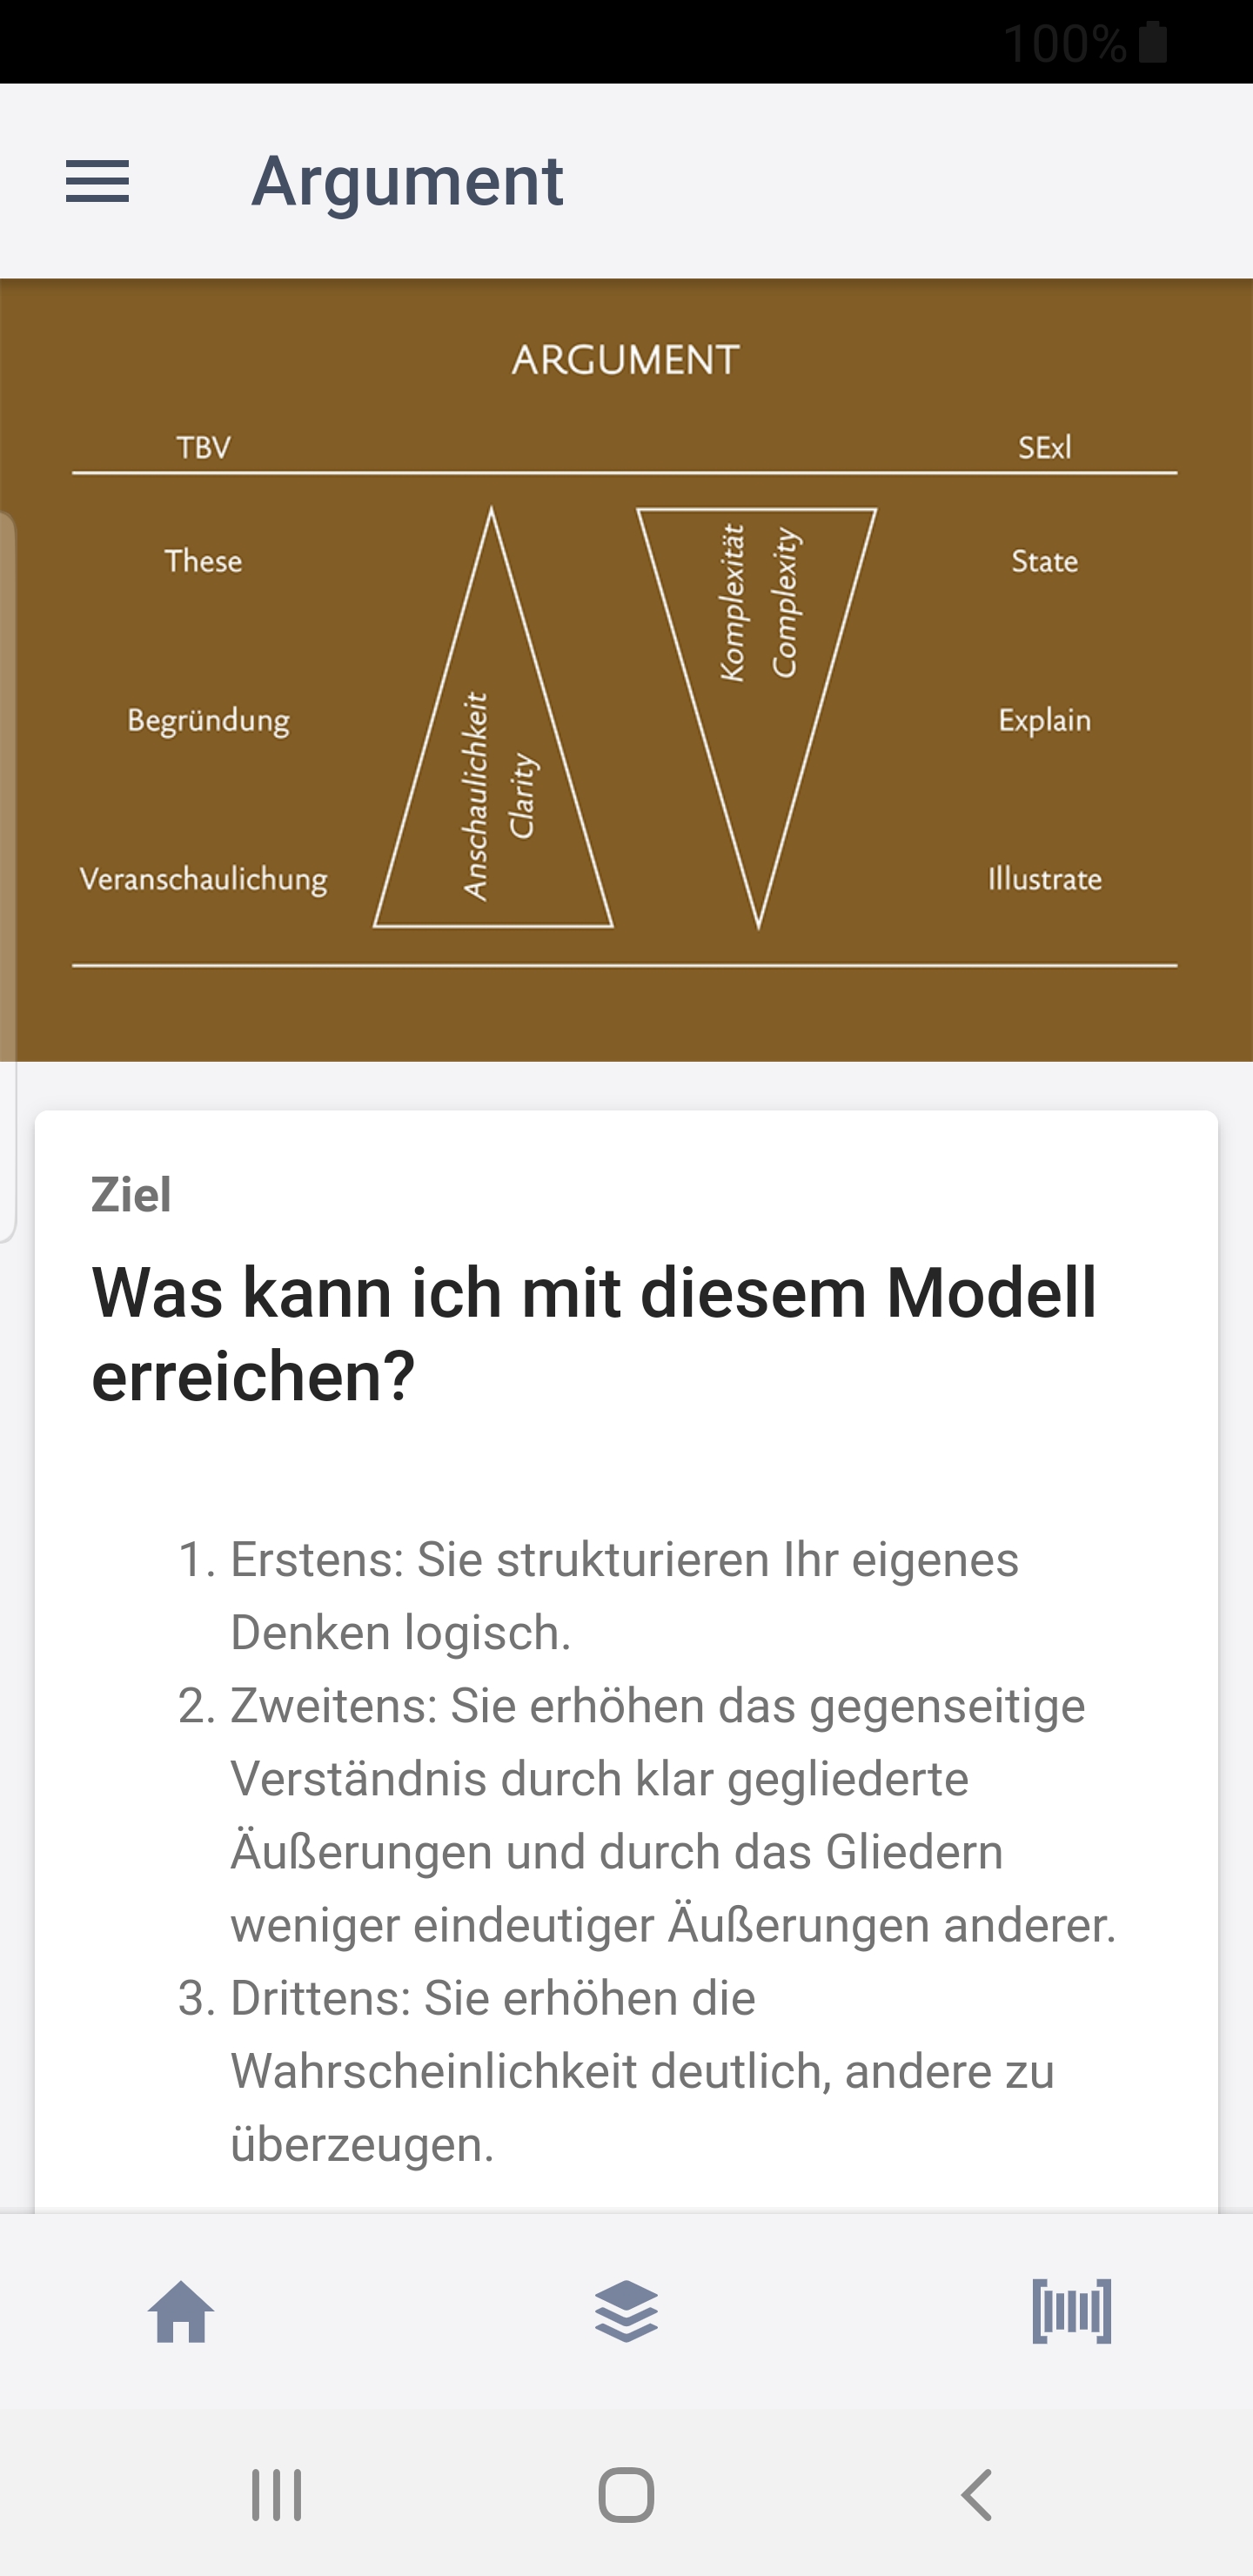 100%
Argument
ARGUMENT
TBV SExl
These State
Begründung Explain
Veranschaulichung Illustrate
Anschaulichkeit
Clarity
Komplexität
Complexity
Ziel
Was kann ich mit diesem Modell
erreichen?
1. Erstens: Sie strukturieren Ihr eigenes
Denken logisch.
2. Zweitens: Sie erhöhen das gegenseitige
Verständnis durch klar gegliederte
Äußerungen und durch das Gliedern
weniger eindeutiger Äußerungen anderer.
3. Drittens: Sie erhöhen die
Wahrscheinlichkeit deutlich, andere zu
überzeugen.